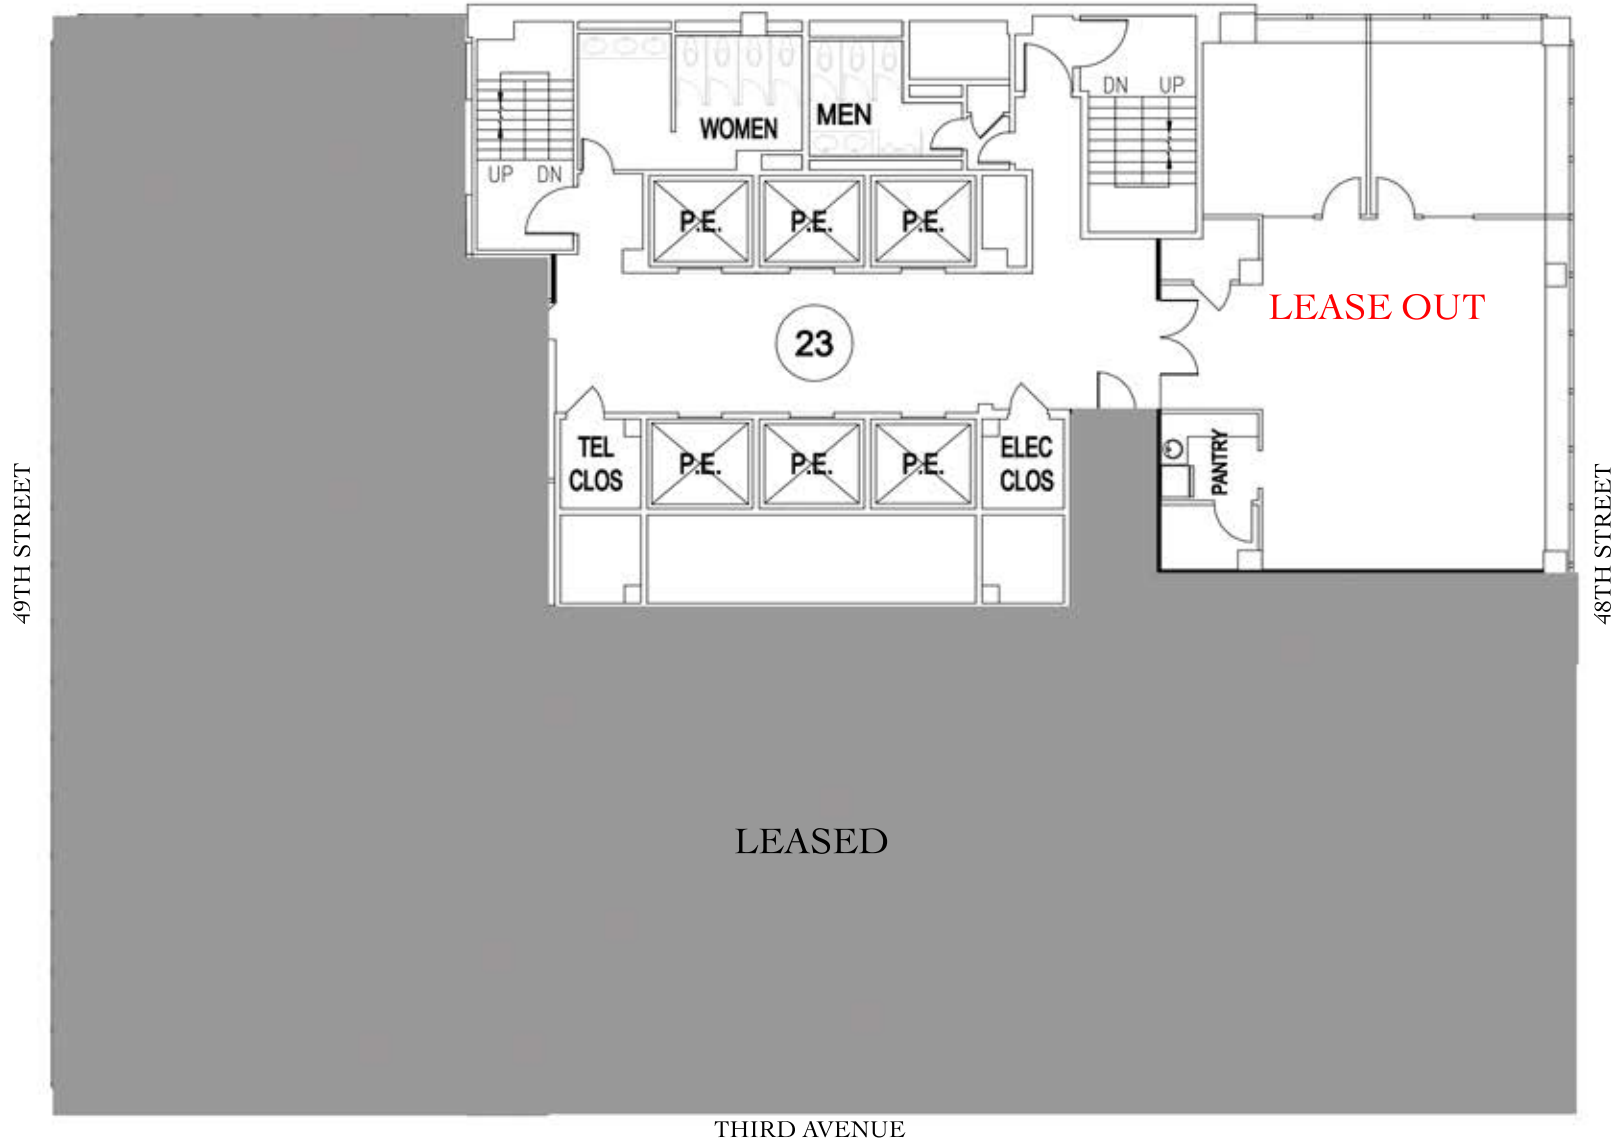 DN UP
WOMEN
MEN
UP DN
P.E.
P.E.
P.E.
LEASE OUT
23
TEL
CLOS
P.E.
P.E.
P.E.
ELEC
CLOS
PANTRY
49TH STREET
48TH STREET
LEASED
THIRD AVENUE